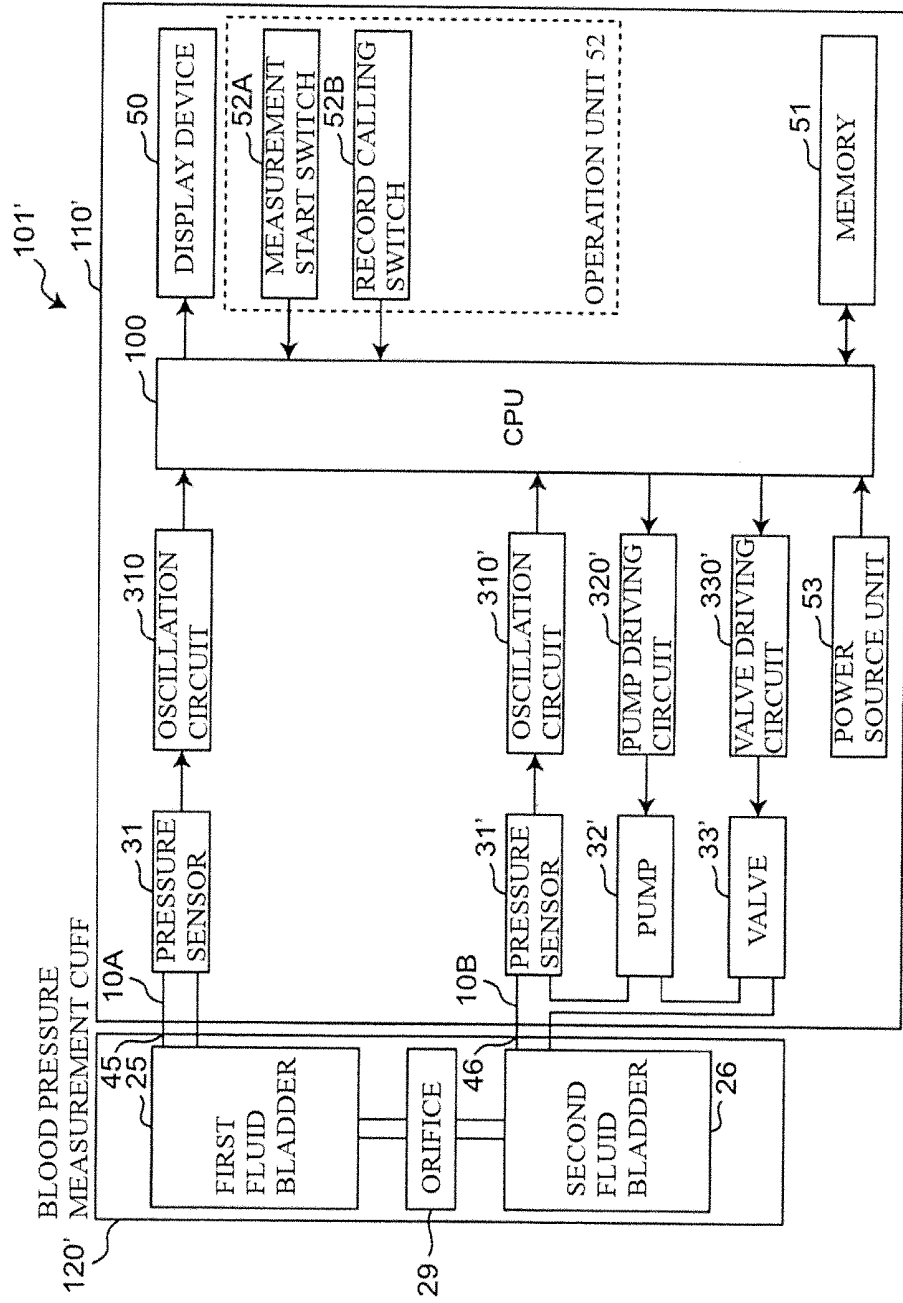 101'
110'
50
DISPLAY DEVICE
52A
MEASUREMENT
START SWITCH
52B
RECORD CALLING
SWITCH
OPERATION UNIT 52
51
MEMORY
100
CPU
310
OSCILLATION
CIRCUIT
310'
OSCILLATION
CIRCUIT
320'
PUMP DRIVING
CIRCUIT
330'
VALVE DRIVING
CIRCUIT
53
POWER
SOURCE UNIT
31
PRESSURE
SENSOR
31'
PRESSURE
SENSOR
32'
PUMP
33'
VALVE
10A
10B
BLOOD PRESSURE
MEASUREMENT CUFF
120'
45
25
FIRST
FLUID
BLADDER
ORIFICE
29
46
SECOND
FLUID
BLADDER
26